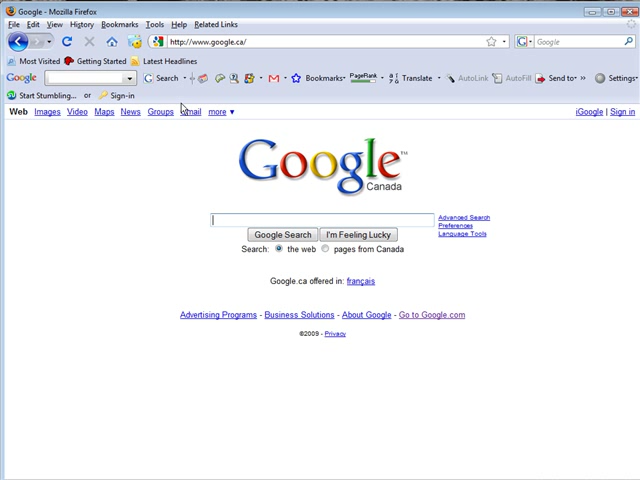 Google - Mozilla Firefox
File Edit View History Bookmarks Tools Help Related Links
http://www.google.ca/ Google
Most Visited Getting Started Latest Headlines
Google Search Bookmarks PageRank Translate AutoLink AutoFill Send to Settings
Start Stumbling... or Sign-in
Web Images Video Maps News Groups Gmail more ▼ iGoogle | Sign in
Google™
Canada
Advanced Search
Preferences
Language Tools
Google Search I'm Feeling Lucky
Search: the web pages from Canada
Google.ca offered in: français
Advertising Programs - Business Solutions - About Google - Go to Google.com
©2009 - Privacy